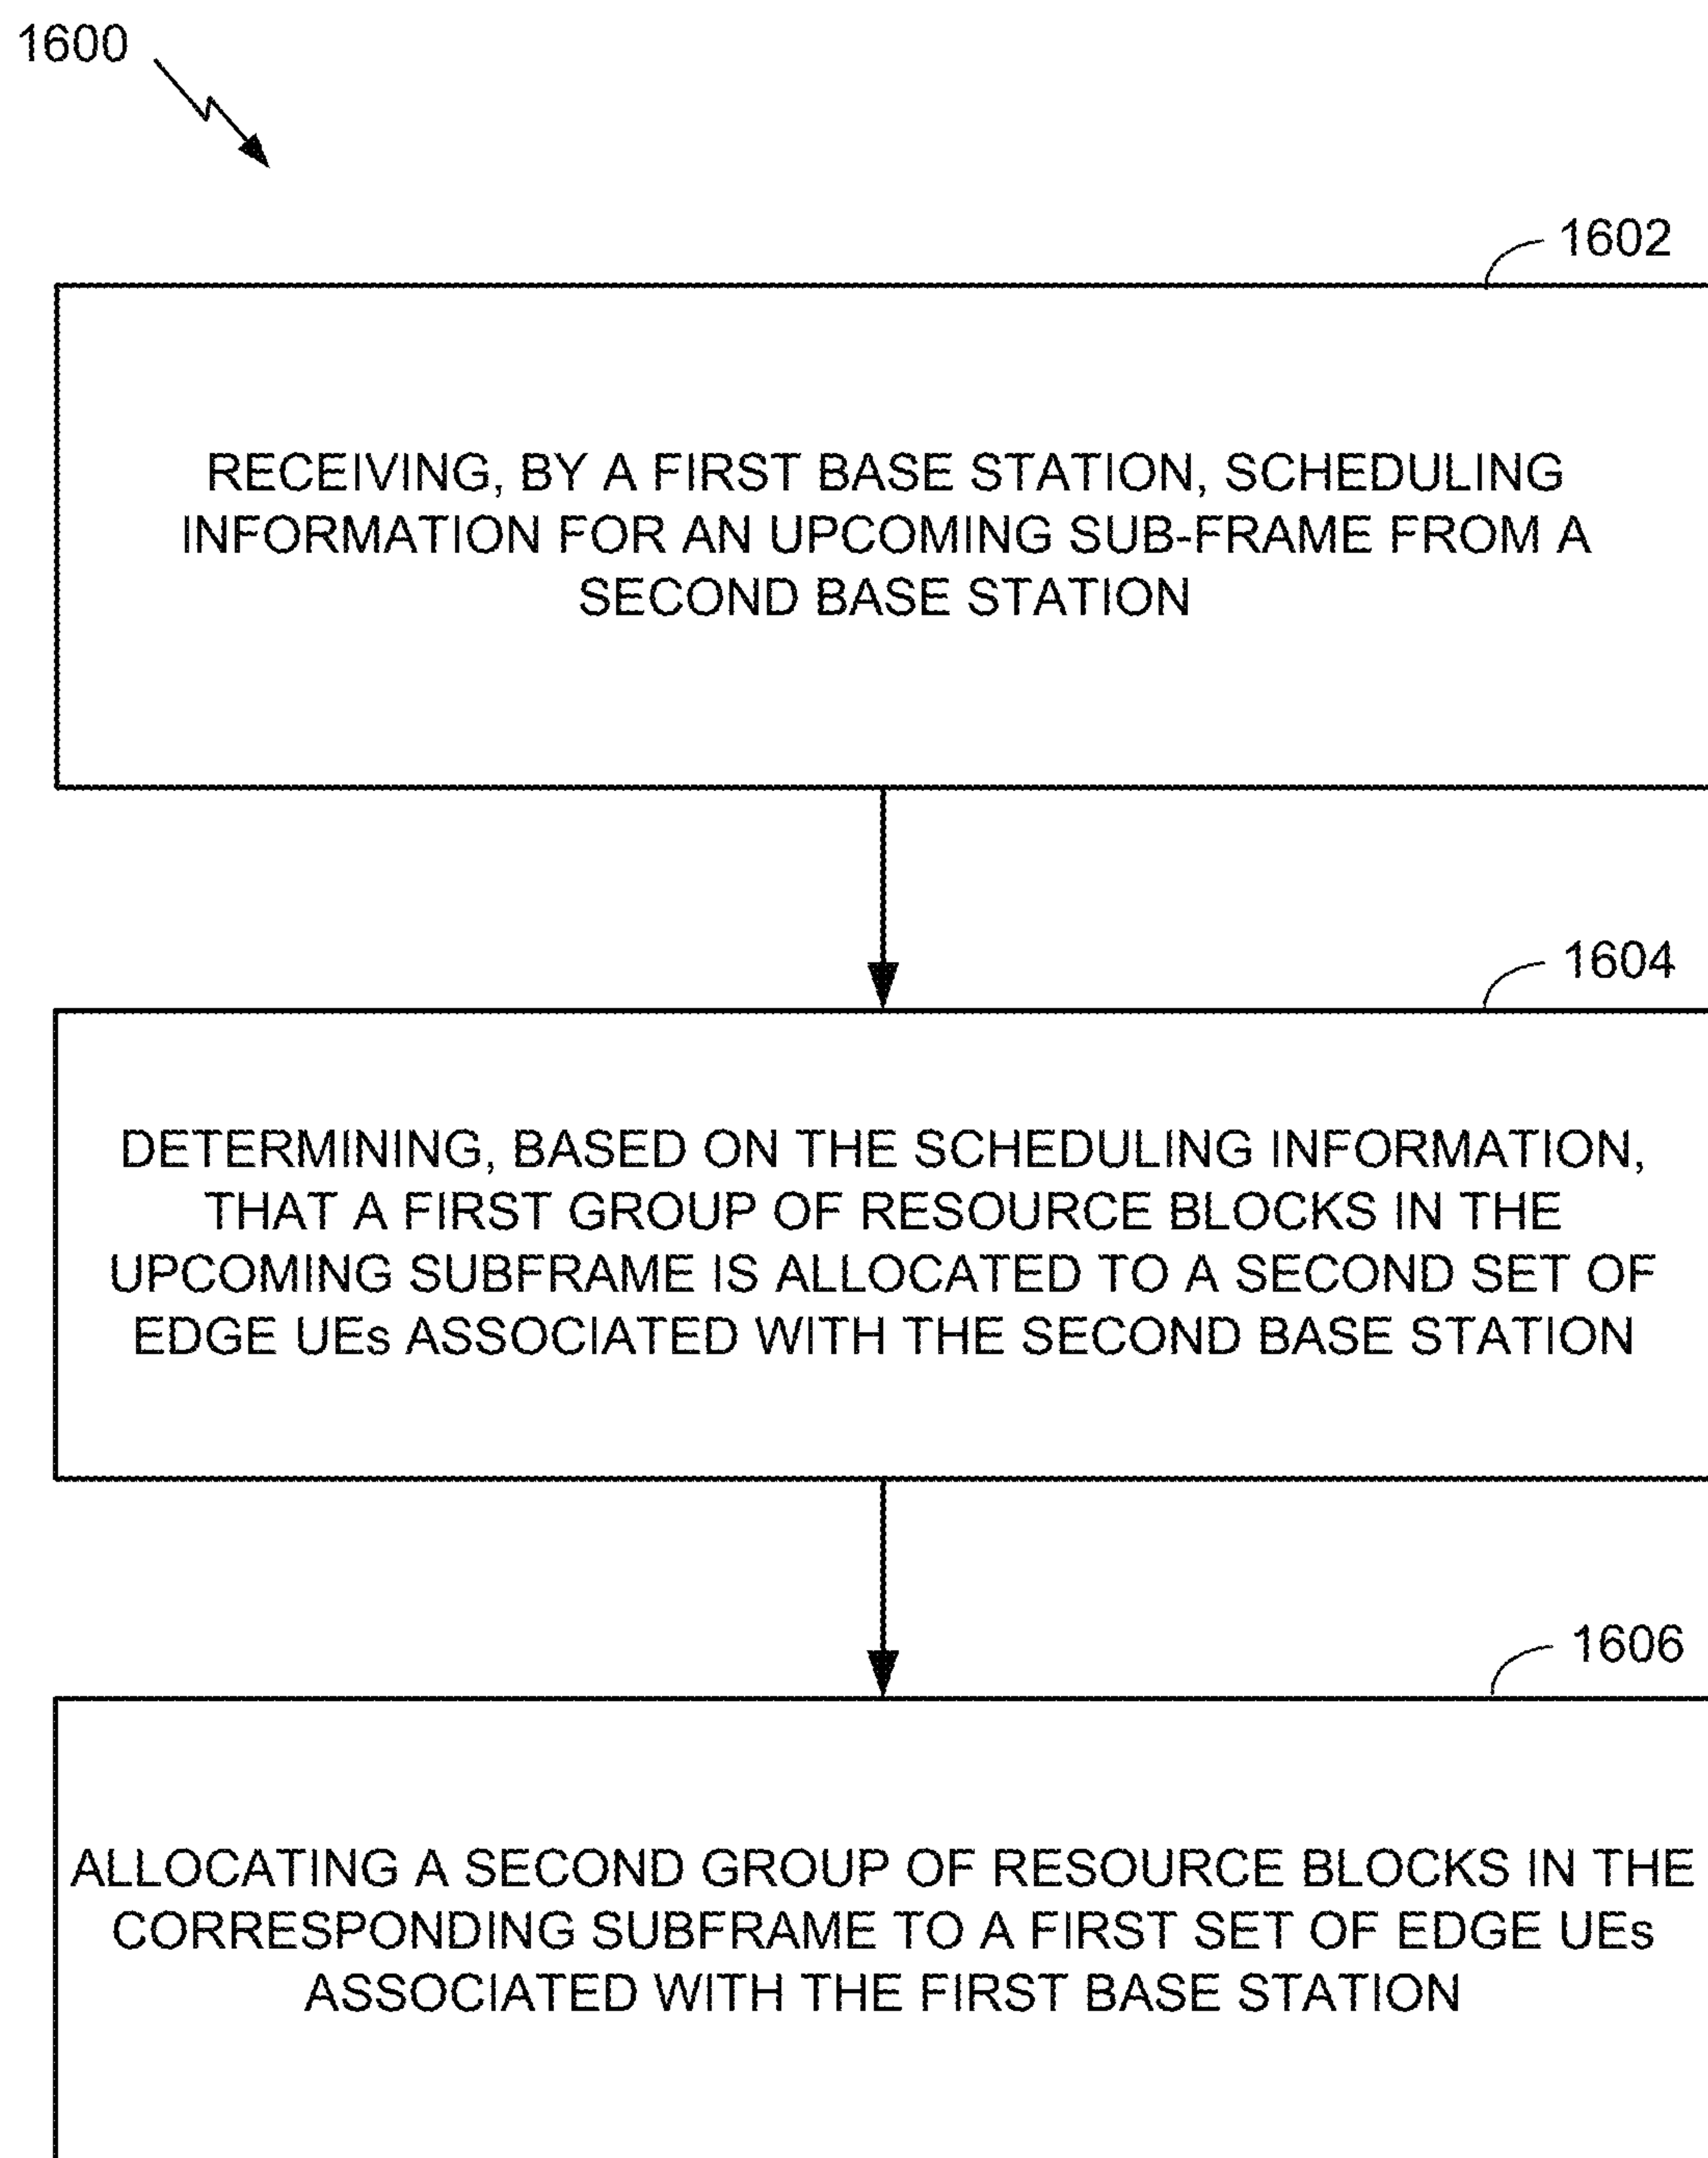 1600
1602
RECEIVING, BY A FIRST BASE STATION, SCHEDULING
INFORMATION FOR AN UPCOMING SUB-FRAME FROM A
SECOND BASE STATION
1604
DETERMINING, BASED ON THE SCHEDULING INFORMATION,
THAT A FIRST GROUP OF RESOURCE BLOCKS IN THE
UPCOMING SUBFRAME IS ALLOCATED TO A SECOND SET OF
EDGE UEs ASSOCIATED WITH THE SECOND BASE STATION
1606
ALLOCATING A SECOND GROUP OF RESOURCE BLOCKS IN THE
CORRESPONDING SUBFRAME TO A FIRST SET OF EDGE UEs
ASSOCIATED WITH THE FIRST BASE STATION